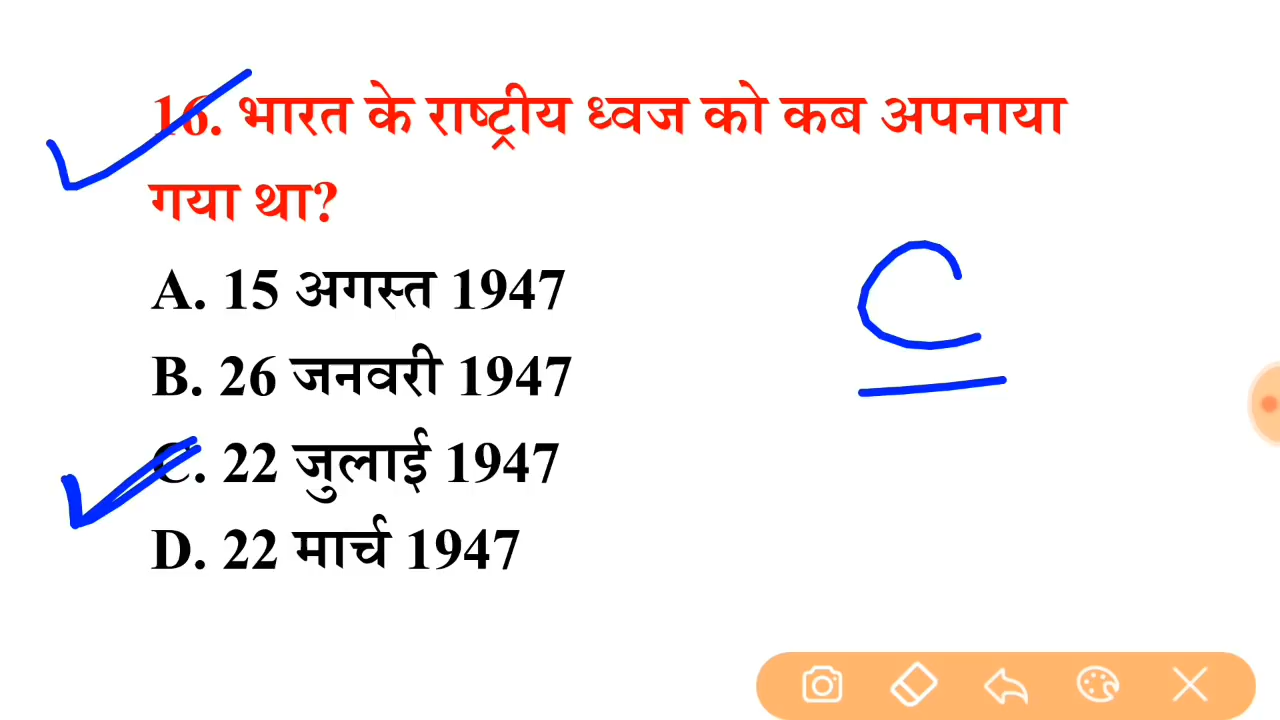 16. भारत के राष्ट्रीय ध्वज को कब अपनाया
गया था?
A. 15 अगस्त 1947
B. 26 जनवरी 1947
C. 22 जुलाई 1947
D. 22 मार्च 1947
C